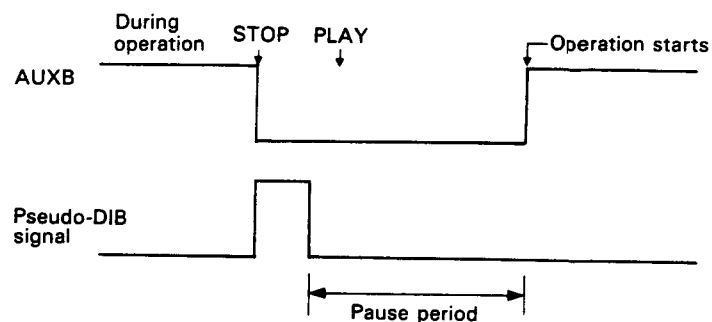 During
operation
STOP
PLAY
Operation starts
AUXB
Pseudo-DIB
signal
Pause period